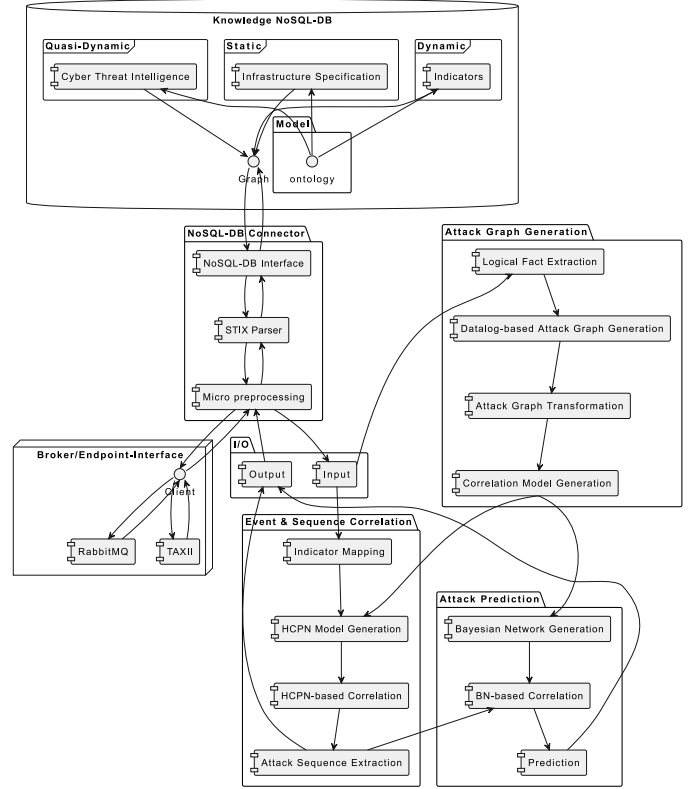 Knowledge NoSQL-DB
Quasi-Dynamic
Static
Dynamic
Cyber Threat Intelligence
Infrastructure Specification
Indicators
Model
Graph
ontology
NoSQL-DB Connector
Attack Graph Generation
NoSQL-DB Interface
Logical Fact Extraction
STIX Parser
Datalog-based Attack Graph Generation
Micro preprocessing
Attack Graph Transformation
Broker/Endpoint-Interface
I/O
Client
Output
Input
Correlation Model Generation
Event & Sequence Correlation
RabbitMQ
TAXII
Indicator Mapping
Attack Prediction
HCPN Model Generation
Bayesian Network Generation
HCPN-based Correlation
BN-based Correlation
Attack Sequence Extraction
Prediction